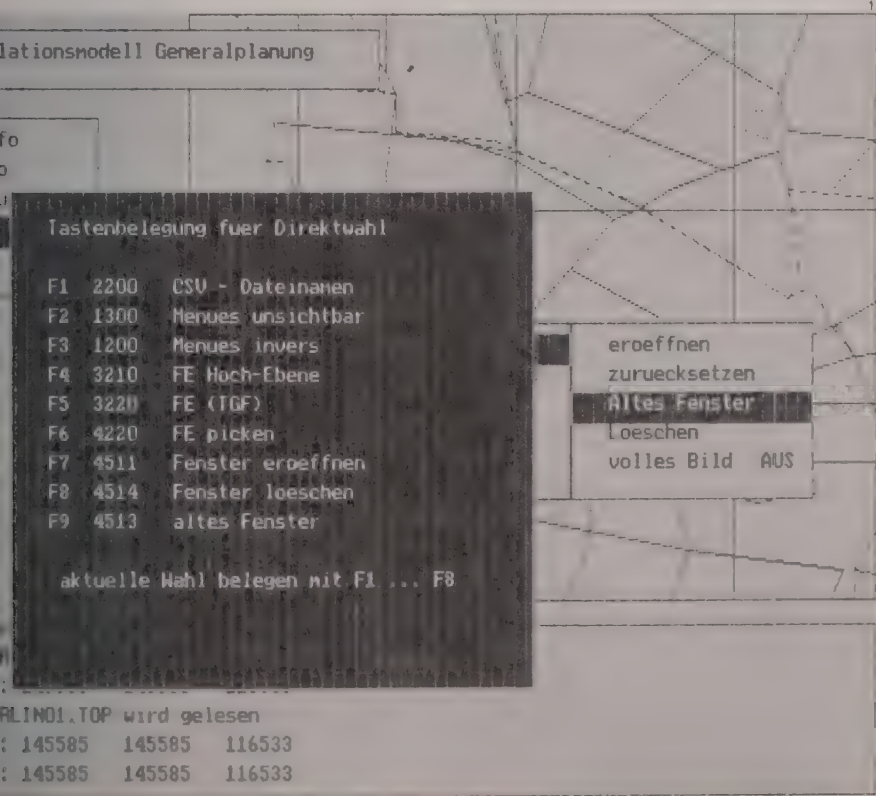 1
lationsmodell Generalplanung
fo
o
Tastenbelegung fuer Direktwahl
F1 2200 CSV - Dateinamen
F2 1300 Menues unsichtbar
F3 1200 Menues invers
F4 3210 FE Hoch-Ebene
F5 3220 FE (TGF)
F6 4220 FE picken
F7 4511 Fenster eroeffnen
F8 4514 Fenster loeschen
F9 4513 altes Fenster
aktuelle Wahl belegen mit F1 ... F8
eroeffnen
zuruecksetzen
Altes Fenster
Loeschen
volles Bild AUS
RLIN01.TOP wird gelesen
: 145585 145585 116533
: 145585 145585 116533